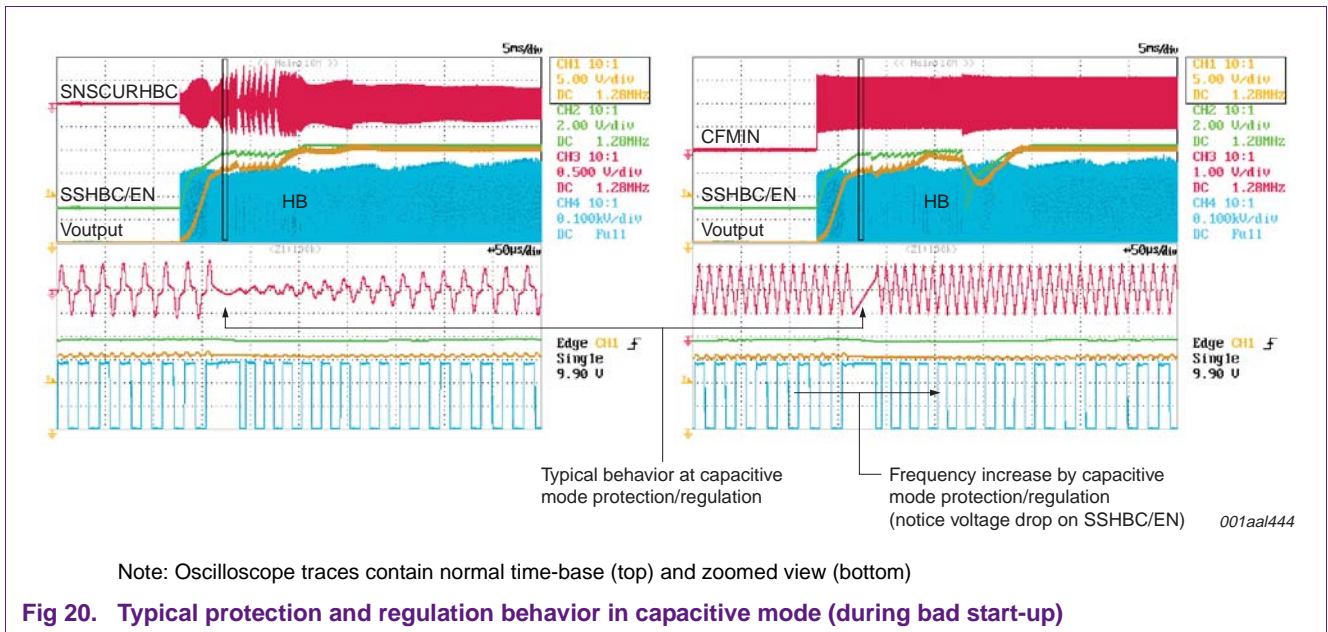 5ms/div
<< Main:10M >>
CH1 10:1
5.00 V/div
DC 1.28MHz
CH2 10:1
2.00 V/div
DC 1.28MHz
CH3 10:1
0.500 V/div
DC 1.28MHz
CH4 10:1
0.100kV/div
DC Full
SNSCURHBC
SSHBC/EN
HB
Voutput
50µs/div
Edge CH1
Single
9.90 V
5ms/div
<< Main:10M >>
CH1 10:1
5.00 V/div
DC 1.28MHz
CH2 10:1
2.00 V/div
DC 1.28MHz
CH3 10:1
1.00 V/div
DC 1.28MHz
CH4 10:1
0.100kV/div
DC Full
CFMIN
SSHBC/EN
HB
Voutput
50µs/div
Edge CH1
Single
9.90 V
Typical behavior at capacitive
mode protection/regulation
Frequency increase by capacitive
mode protection/regulation
(notice voltage drop on SSHBC/EN)
001aal444
Note: Oscilloscope traces contain normal time-base (top) and zoomed view (bottom)
Fig 20. Typical protection and regulation behavior in capacitive mode (during bad start-up)